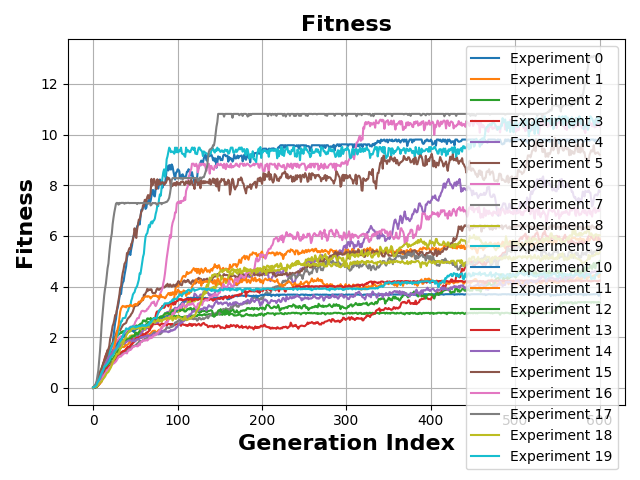 Fitness
Fitness
12
10
8
6
4
2
0
0
100
200
300
400
500
600
Generation Index
Experiment 0
Experiment 1
Experiment 2
Experiment 3
Experiment 4
Experiment 5
Experiment 6
Experiment 7
Experiment 8
Experiment 9
Experiment 10
Experiment 11
Experiment 12
Experiment 13
Experiment 14
Experiment 15
Experiment 16
Experiment 17
Experiment 18
Experiment 19